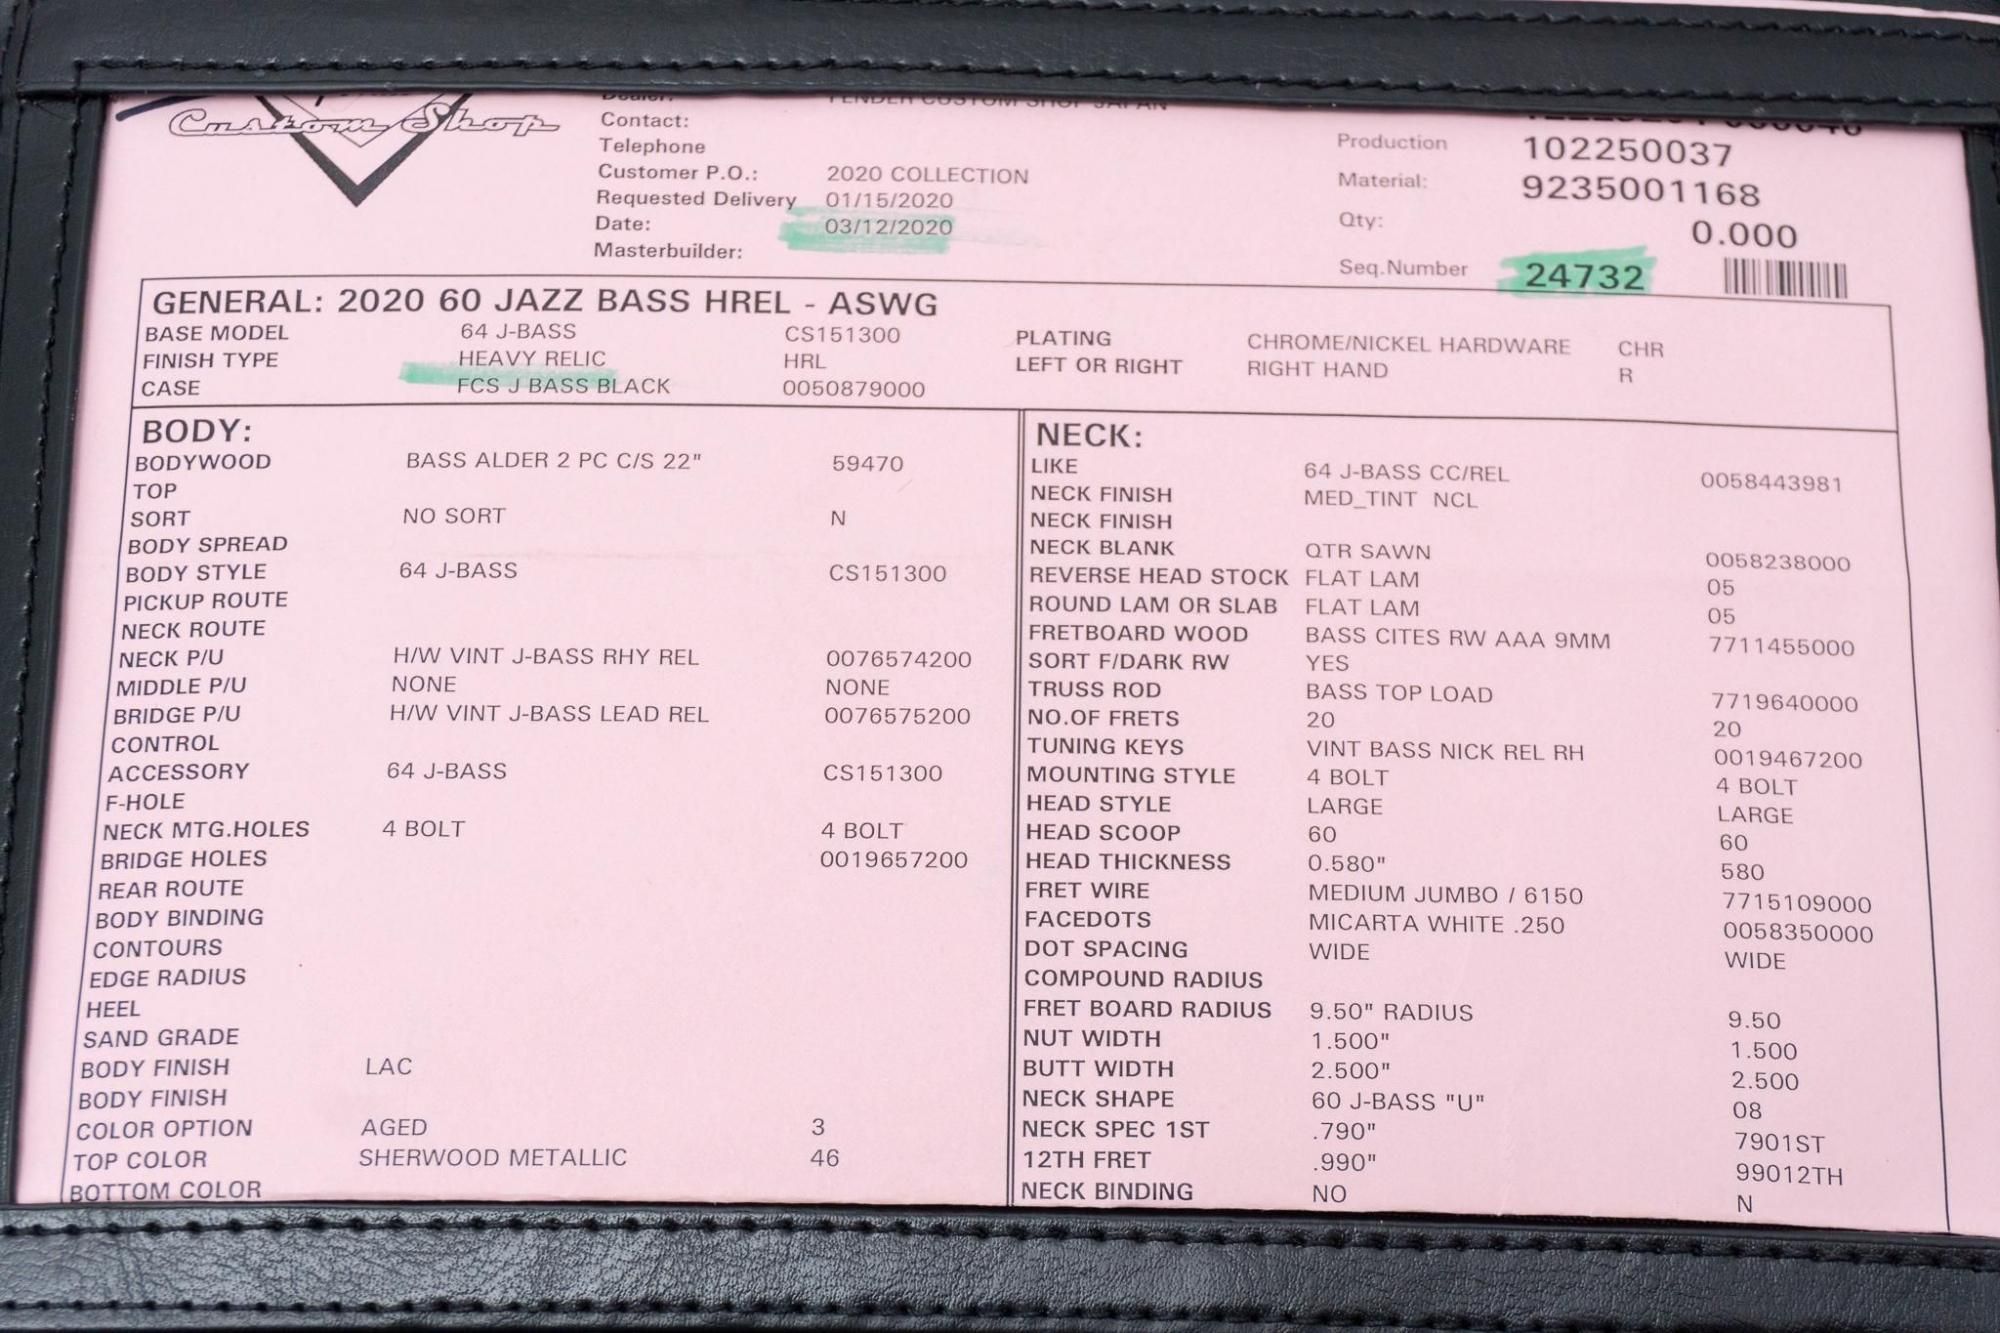 Custom Shop
Dealer: FENDER CUSTOM SHOP JAPAN
Contact:
Telephone
Customer P.O.: 2020 COLLECTION
Requested Delivery 01/15/2020
Date: 03/12/2020
Masterbuilder:
Production 102250037
Material: 9235001168
Qty: 0.000
Seq.Number 24732
GENERAL: 2020 60 JAZZ BASS HREL - ASWG
BASE MODEL 64 J-BASS CS151300
FINISH TYPE HEAVY RELIC HRL
CASE FCS J BASS BLACK 0050879000
PLATING CHROME/NICKEL HARDWARE CHR
LEFT OR RIGHT RIGHT HAND R
BODY:
BODYWOOD BASS ALDER 2 PC C/S 22" 59470
TOP
SORT NO SORT N
BODY SPREAD
BODY STYLE 64 J-BASS CS151300
PICKUP ROUTE
NECK ROUTE
NECK P/U H/W VINT J-BASS RHY REL 0076574200
MIDDLE P/U NONE NONE
BRIDGE P/U H/W VINT J-BASS LEAD REL 0076575200
CONTROL
ACCESSORY 64 J-BASS CS151300
F-HOLE
NECK MTG.HOLES 4 BOLT 4 BOLT
BRIDGE HOLES 0019657200
REAR ROUTE
BODY BINDING
CONTOURS
EDGE RADIUS
HEEL
SAND GRADE
BODY FINISH LAC
BODY FINISH
COLOR OPTION AGED 3
TOP COLOR SHERWOOD METALLIC 46
BOTTOM COLOR
NECK:
LIKE 64 J-BASS CC/REL 0058443981
NECK FINISH MED_TINT NCL
NECK FINISH
NECK BLANK QTR SAWN 0058238000
REVERSE HEAD STOCK FLAT LAM 05
ROUND LAM OR SLAB FLAT LAM 05
FRETBOARD WOOD BASS CITES RW AAA 9MM 7711455000
SORT F/DARK RW YES
TRUSS ROD BASS TOP LOAD 7719640000
NO.OF FRETS 20 20
TUNING KEYS VINT BASS NICK REL RH 0019467200
MOUNTING STYLE 4 BOLT 4 BOLT
HEAD STYLE LARGE LARGE
HEAD SCOOP 60 60
HEAD THICKNESS 0.580" 580
FRET WIRE MEDIUM JUMBO / 6150 7715109000
FACEDOTS MICARTA WHITE .250 0058350000
DOT SPACING WIDE WIDE
COMPOUND RADIUS
FRET BOARD RADIUS 9.50" RADIUS 9.50
NUT WIDTH 1.500" 1.500
BUTT WIDTH 2.500" 2.500
NECK SHAPE 60 J-BASS "U" 08
NECK SPEC 1ST .790" 7901ST
12TH FRET .990" 99012TH
NECK BINDING NO N